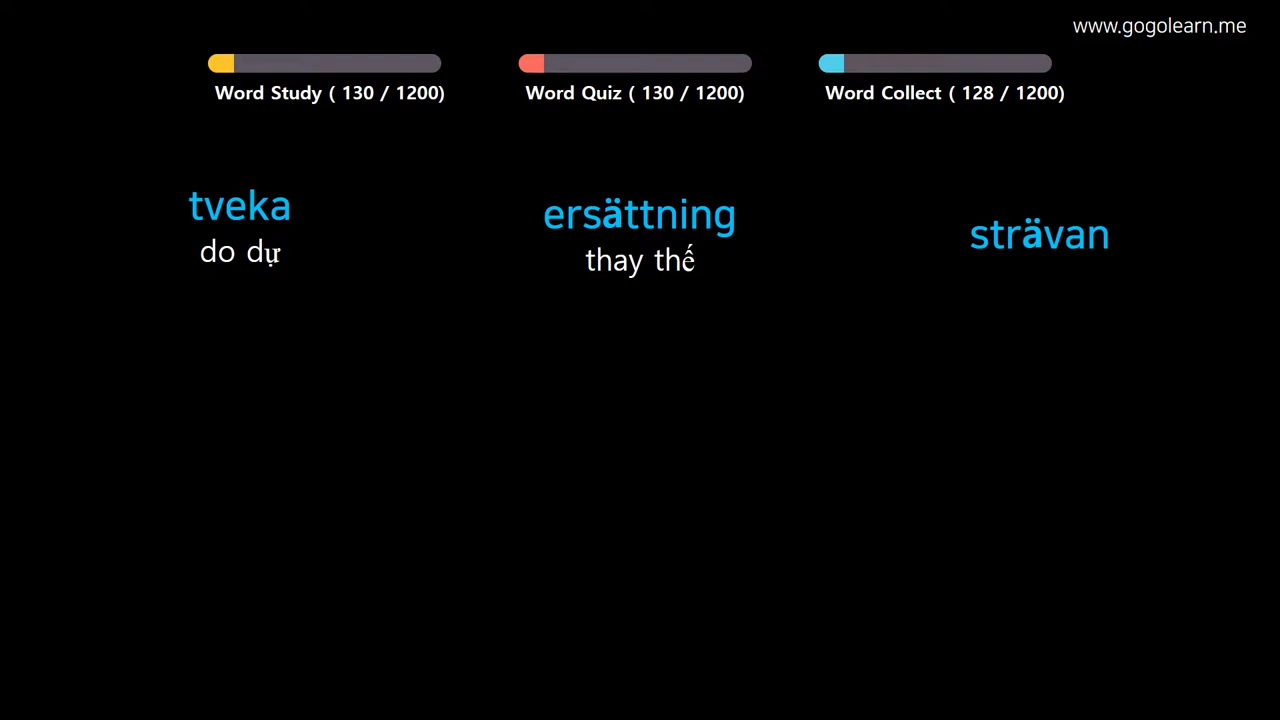 www.gogolearn.me
Word Study ( 130 / 1200)
Word Quiz ( 130 / 1200)
Word Collect ( 128 / 1200)
tveka
do dự
ersättning
thay thế
strävan